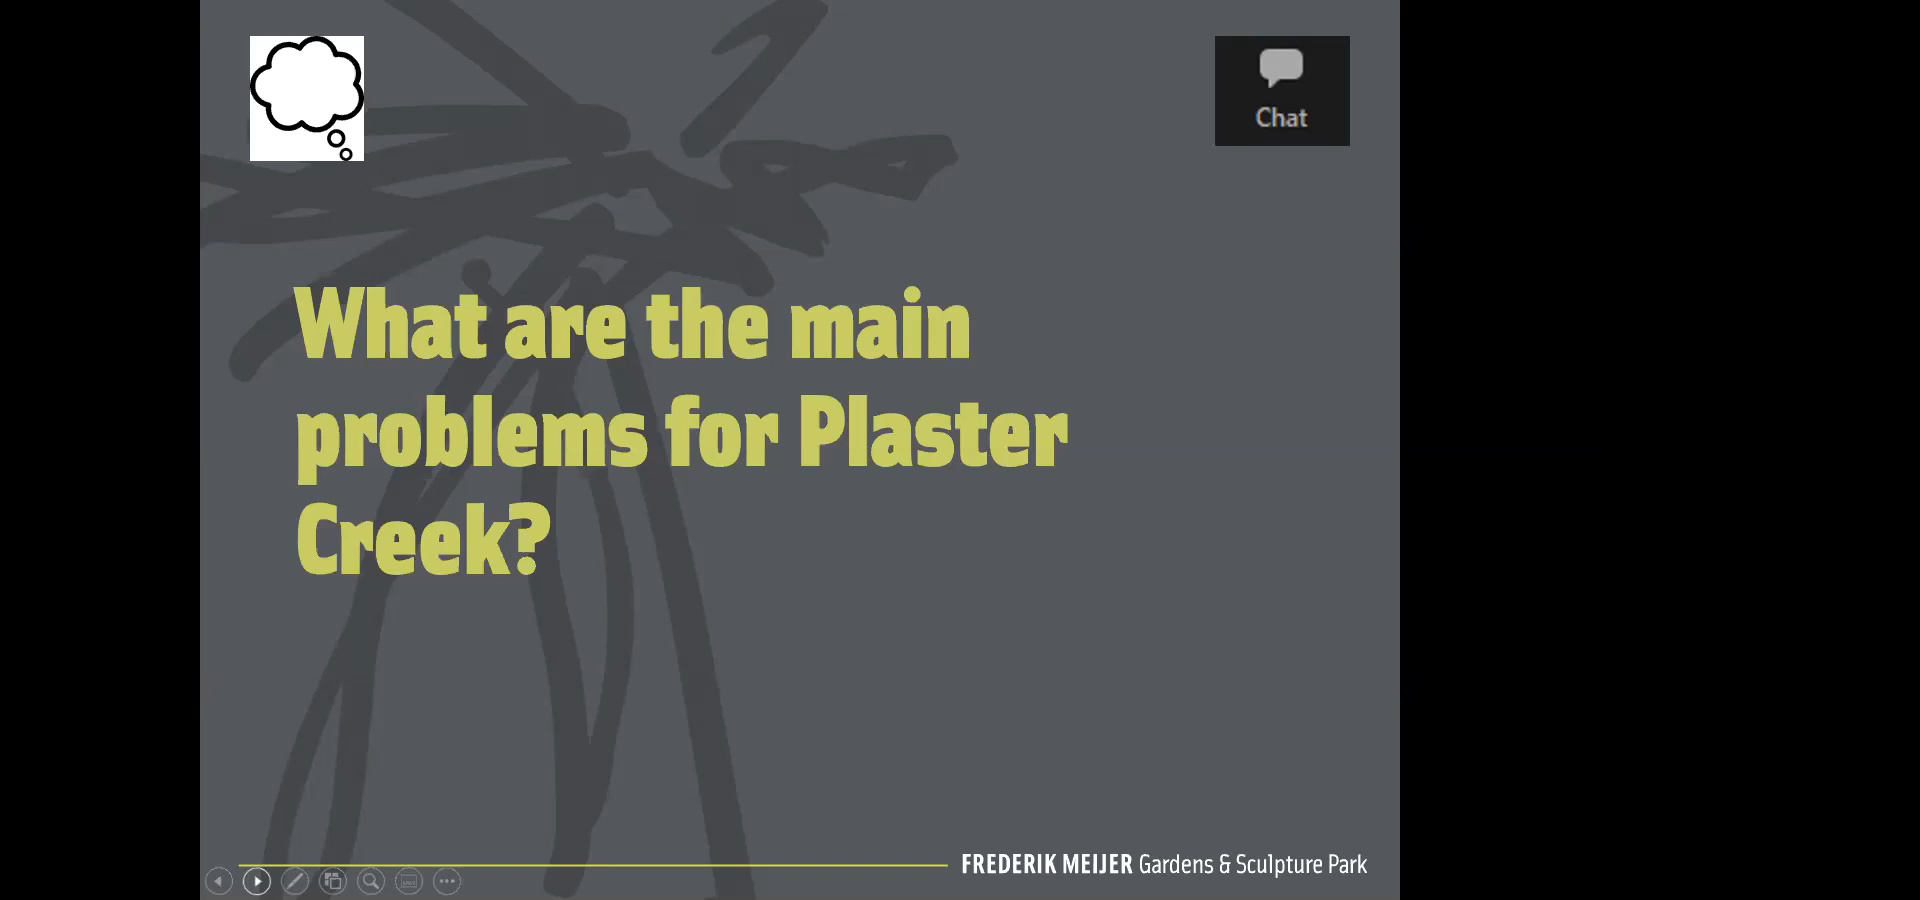 Chat
What are the main
problems for Plaster
Creek?
FREDERIK MEIJER Gardens & Sculpture Park